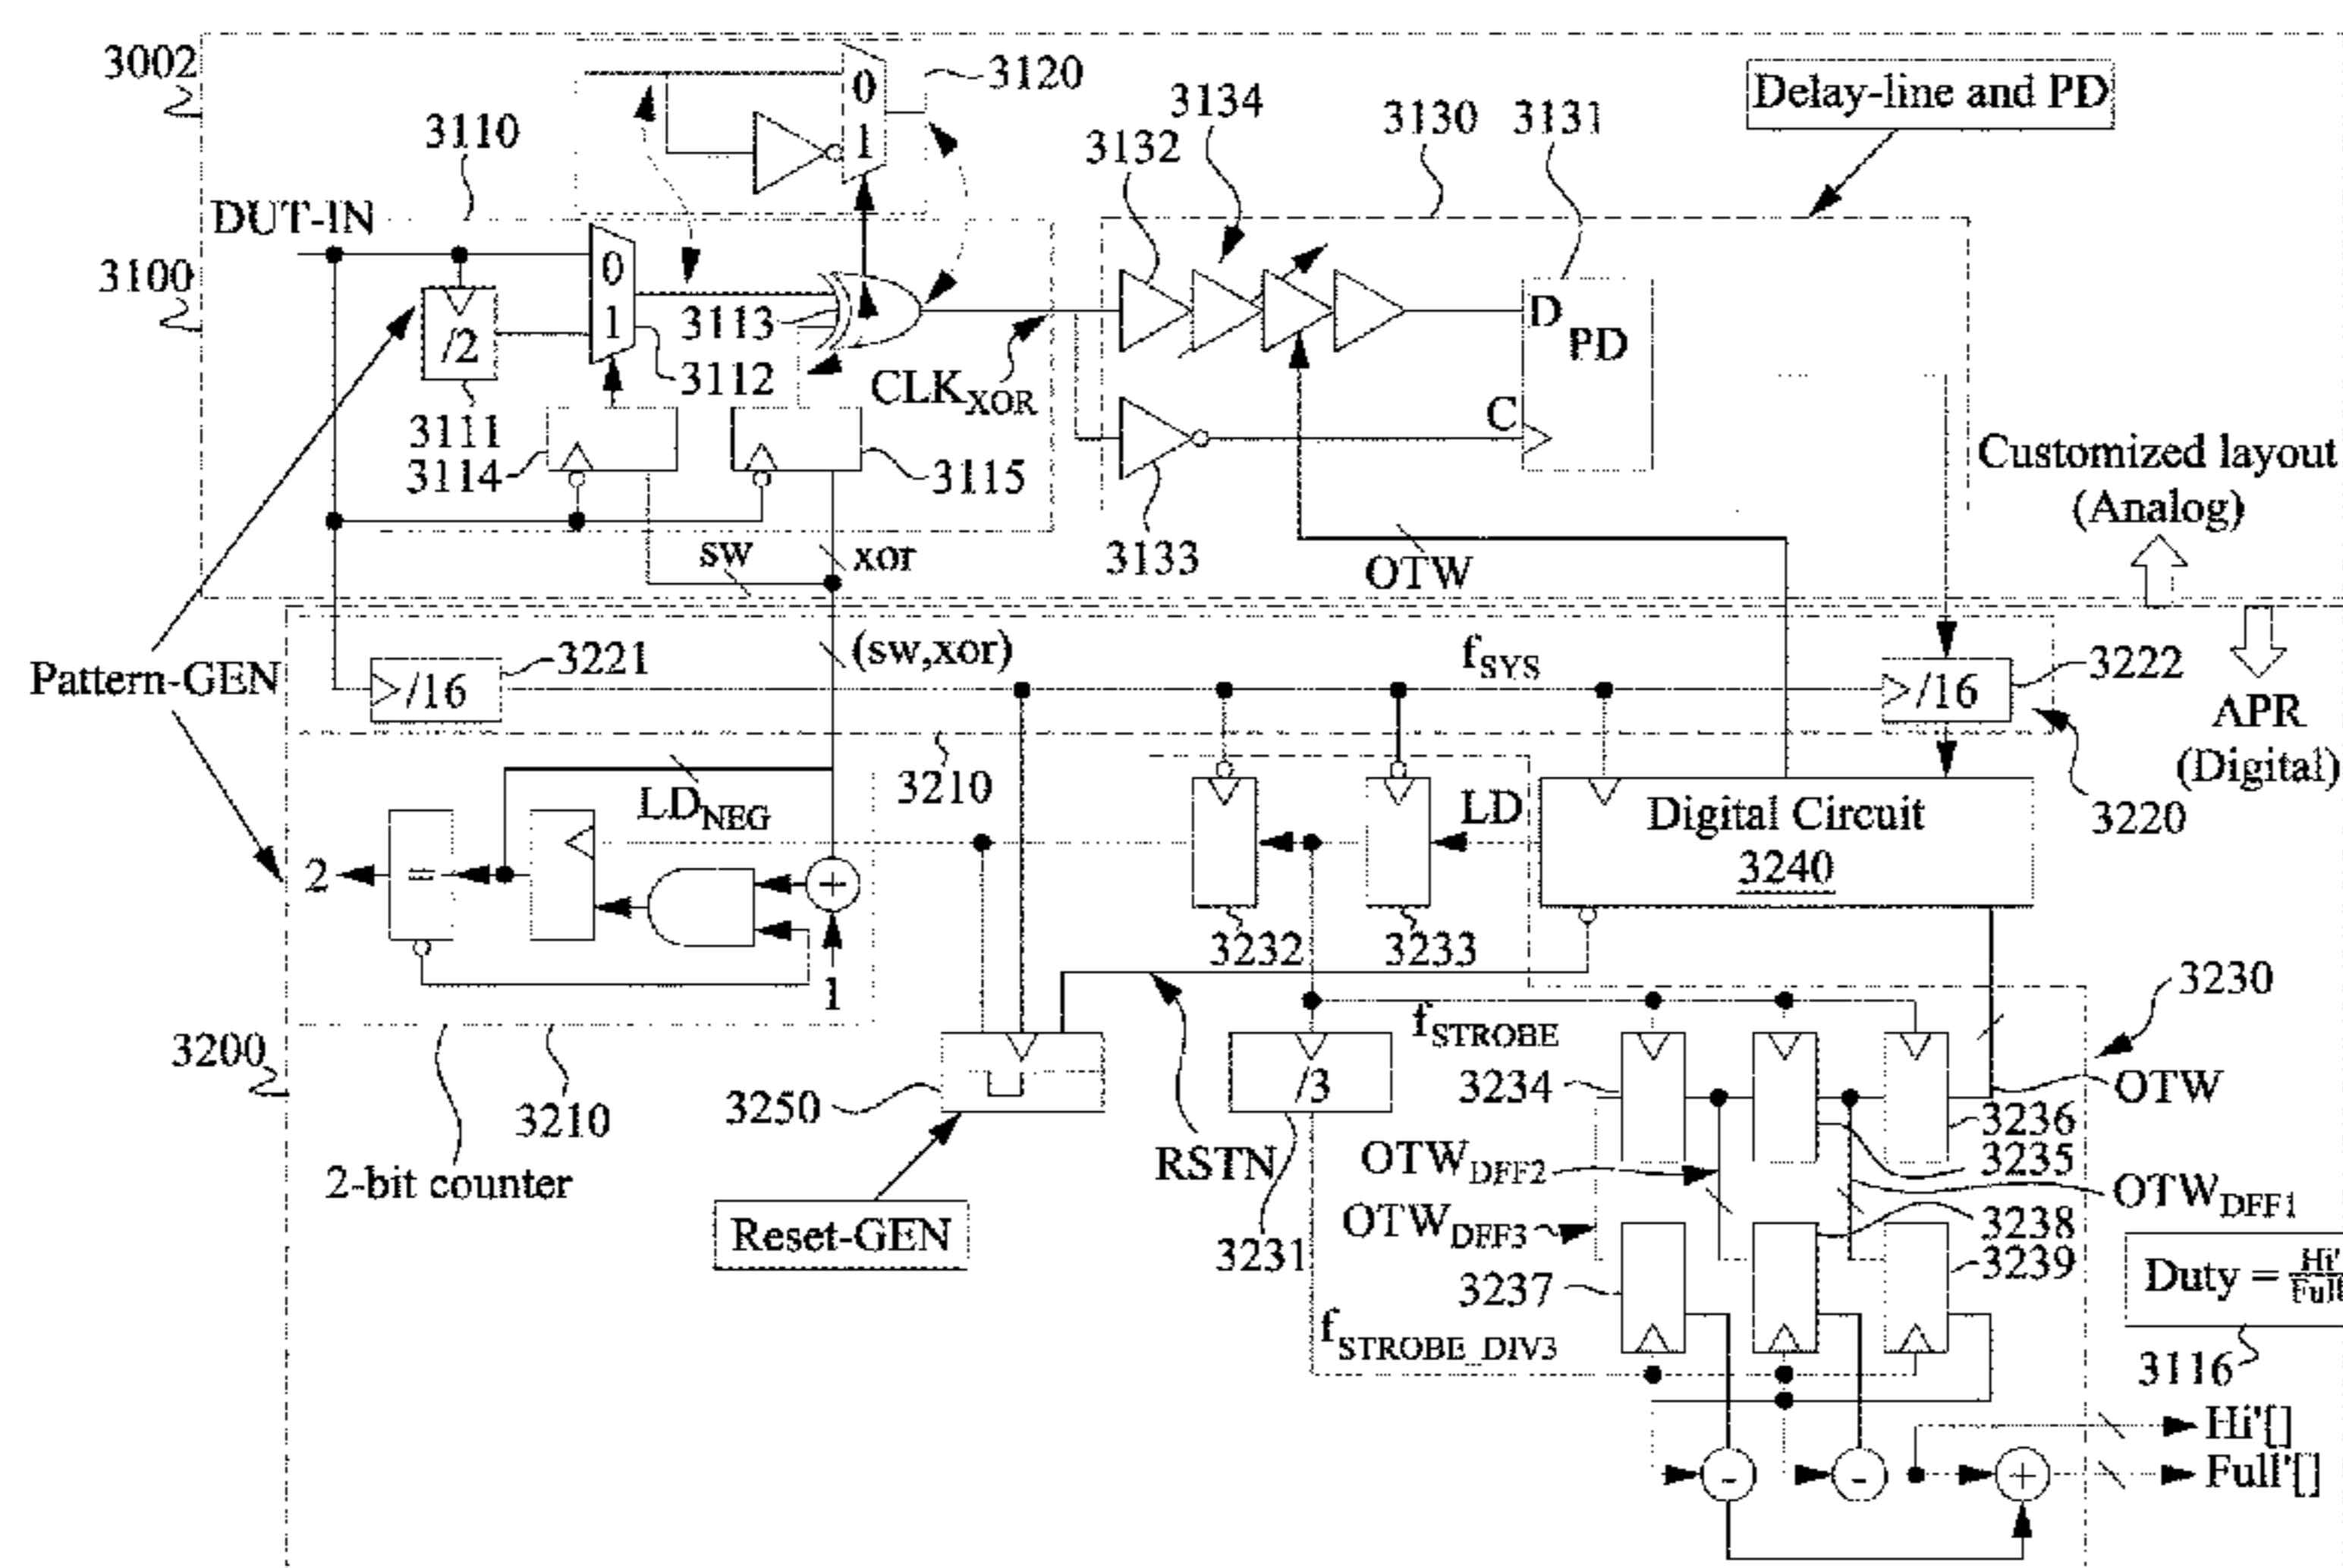 3002
3120
0
1
3110
3134
3132
3130
3131
Delay-line and PD
DUT-IN
3100
0
1
/2
3111
3112
3113
3114
3115
CLKXOR
D
PD
C
3133
OTW
Customized layout
(Analog)
sw
xor
(sw,xor)
Pattern-GEN
3221
/16
fSYS
/16
3222
APR
(Digital)
3220
3210
LDNEG
2
=
+
1
LD
3232
3233
Digital Circuit
3240
3230
3200
3250
3210
2-bit counter
Reset-GEN
RSTN
/3
3231
fSTROBE
3234
OTW
3236
3235
OTWDFF2
OTWDFF1
OTWDFF3
3238
3239
3237
fSTROBE_DIV3
Duty = Hi'
3116
Hi'[]
Full'[]
-
-
+